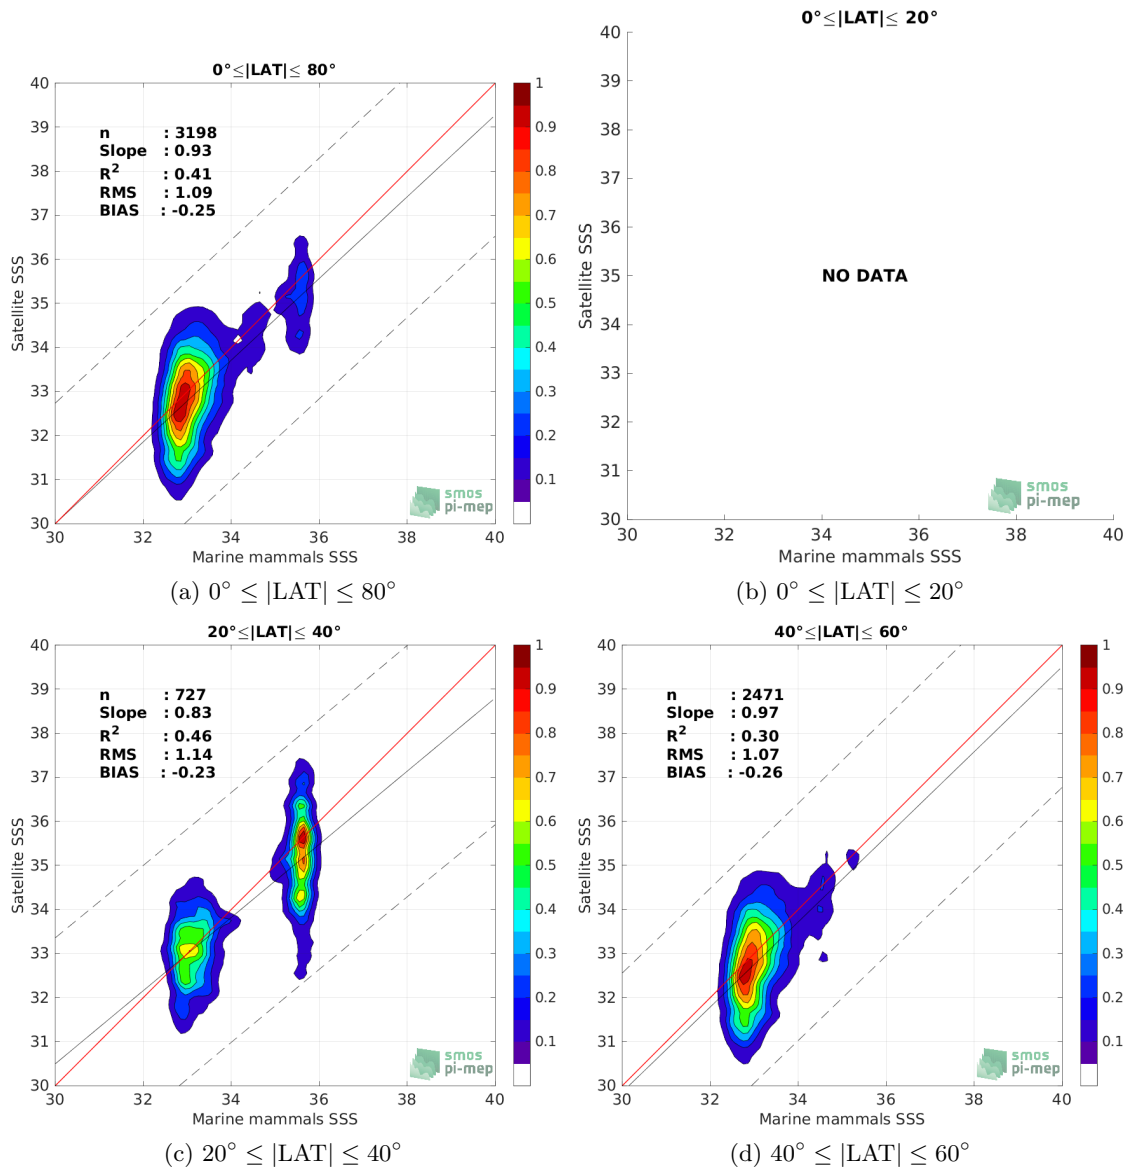 0°≤|LAT|≤ 80°
40
39
38
37
36
35
34
33
32
31
30
Satellite SSS
n : 3198
Slope : 0.93
R2 : 0.41
RMS : 1.09
BIAS : -0.25
smos
pi-mep
30 32 34 36 38 40
Marine mammals SSS
1
0.9
0.8
0.7
0.6
0.5
0.4
0.3
0.2
0.1
(a) 0° ≤ |LAT| ≤ 80°
0°≤|LAT|≤ 20°
40
39
38
37
36
35
34
33
32
31
30
Satellite SSS
NO DATA
smos
pi-mep
30 32 34 36 38 40
Marine mammals SSS
(b) 0° ≤ |LAT| ≤ 20°
20°≤|LAT|≤ 40°
40
39
38
37
36
35
34
33
32
31
30
Satellite SSS
n : 727
Slope : 0.83
R2 : 0.46
RMS : 1.14
BIAS : -0.23
smos
pi-mep
30 32 34 36 38 40
Marine mammals SSS
1
0.9
0.8
0.7
0.6
0.5
0.4
0.3
0.2
0.1
(c) 20° ≤ |LAT| ≤ 40°
40°≤|LAT|≤ 60°
40
39
38
37
36
35
34
33
32
31
30
Satellite SSS
n : 2471
Slope : 0.97
R2 : 0.30
RMS : 1.07
BIAS : -0.26
smos
pi-mep
30 32 34 36 38 40
Marine mammals SSS
1
0.9
0.8
0.7
0.6
0.5
0.4
0.3
0.2
0.1
(d) 40° ≤ |LAT| ≤ 60°